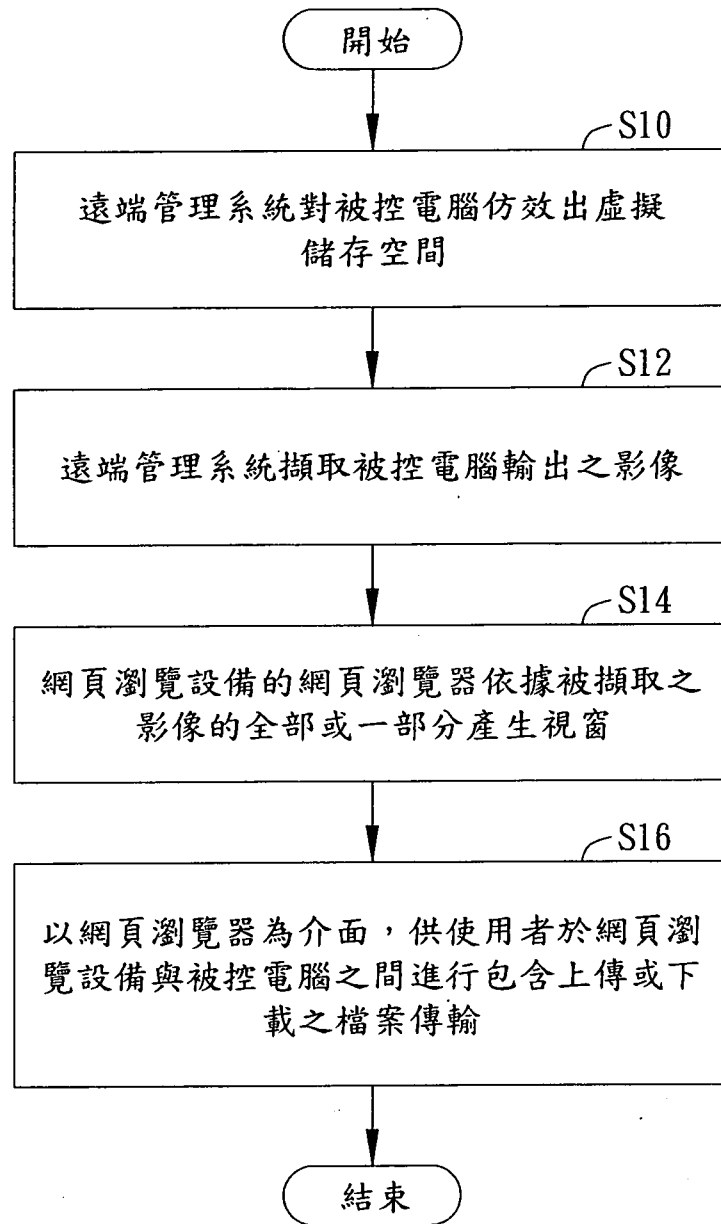 開始
S10
遠端管理系統對被控電腦仿效出虛擬
儲存空間
S12
遠端管理系統擷取被控電腦輸出之影像
S14
網頁瀏覽設備的網頁瀏覽器依據被擷取之
影像的全部或一部分產生視窗
S16
以網頁瀏覽器為介面，供使用者於網頁瀏
覽設備與被控電腦之間進行包含上傳或下
載之檔案傳輸
結束